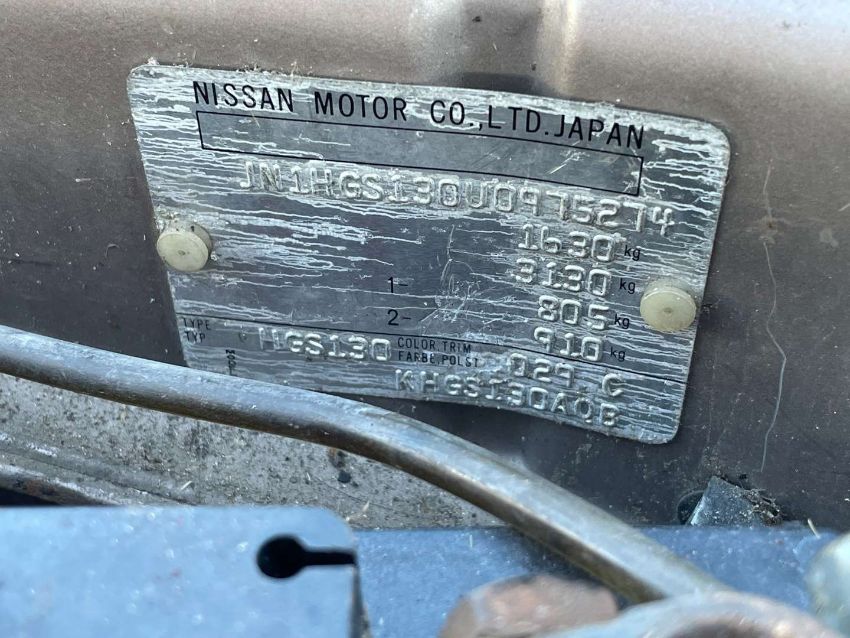 NISSAN MOTOR CO.,LTD.JAPAN
JN1HGS130U0975274
1630 kg
3130 kg
1- 805 kg
2- 910 kg
TYPE TYP HGS130 COLOR.TRIM FARBE.POLST 029 C
KHGS130AQB